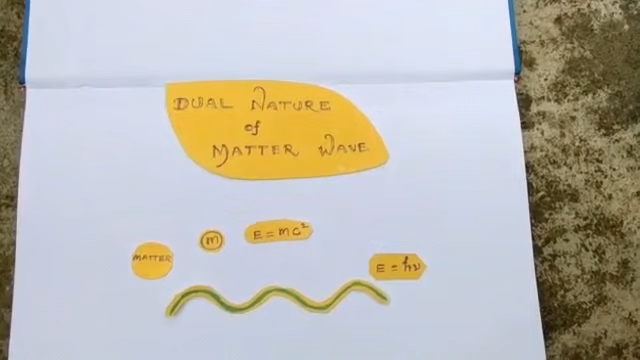 DUAL NATURE
of
MATTER WAVE
m
E = mc²
MATTER
E = hν